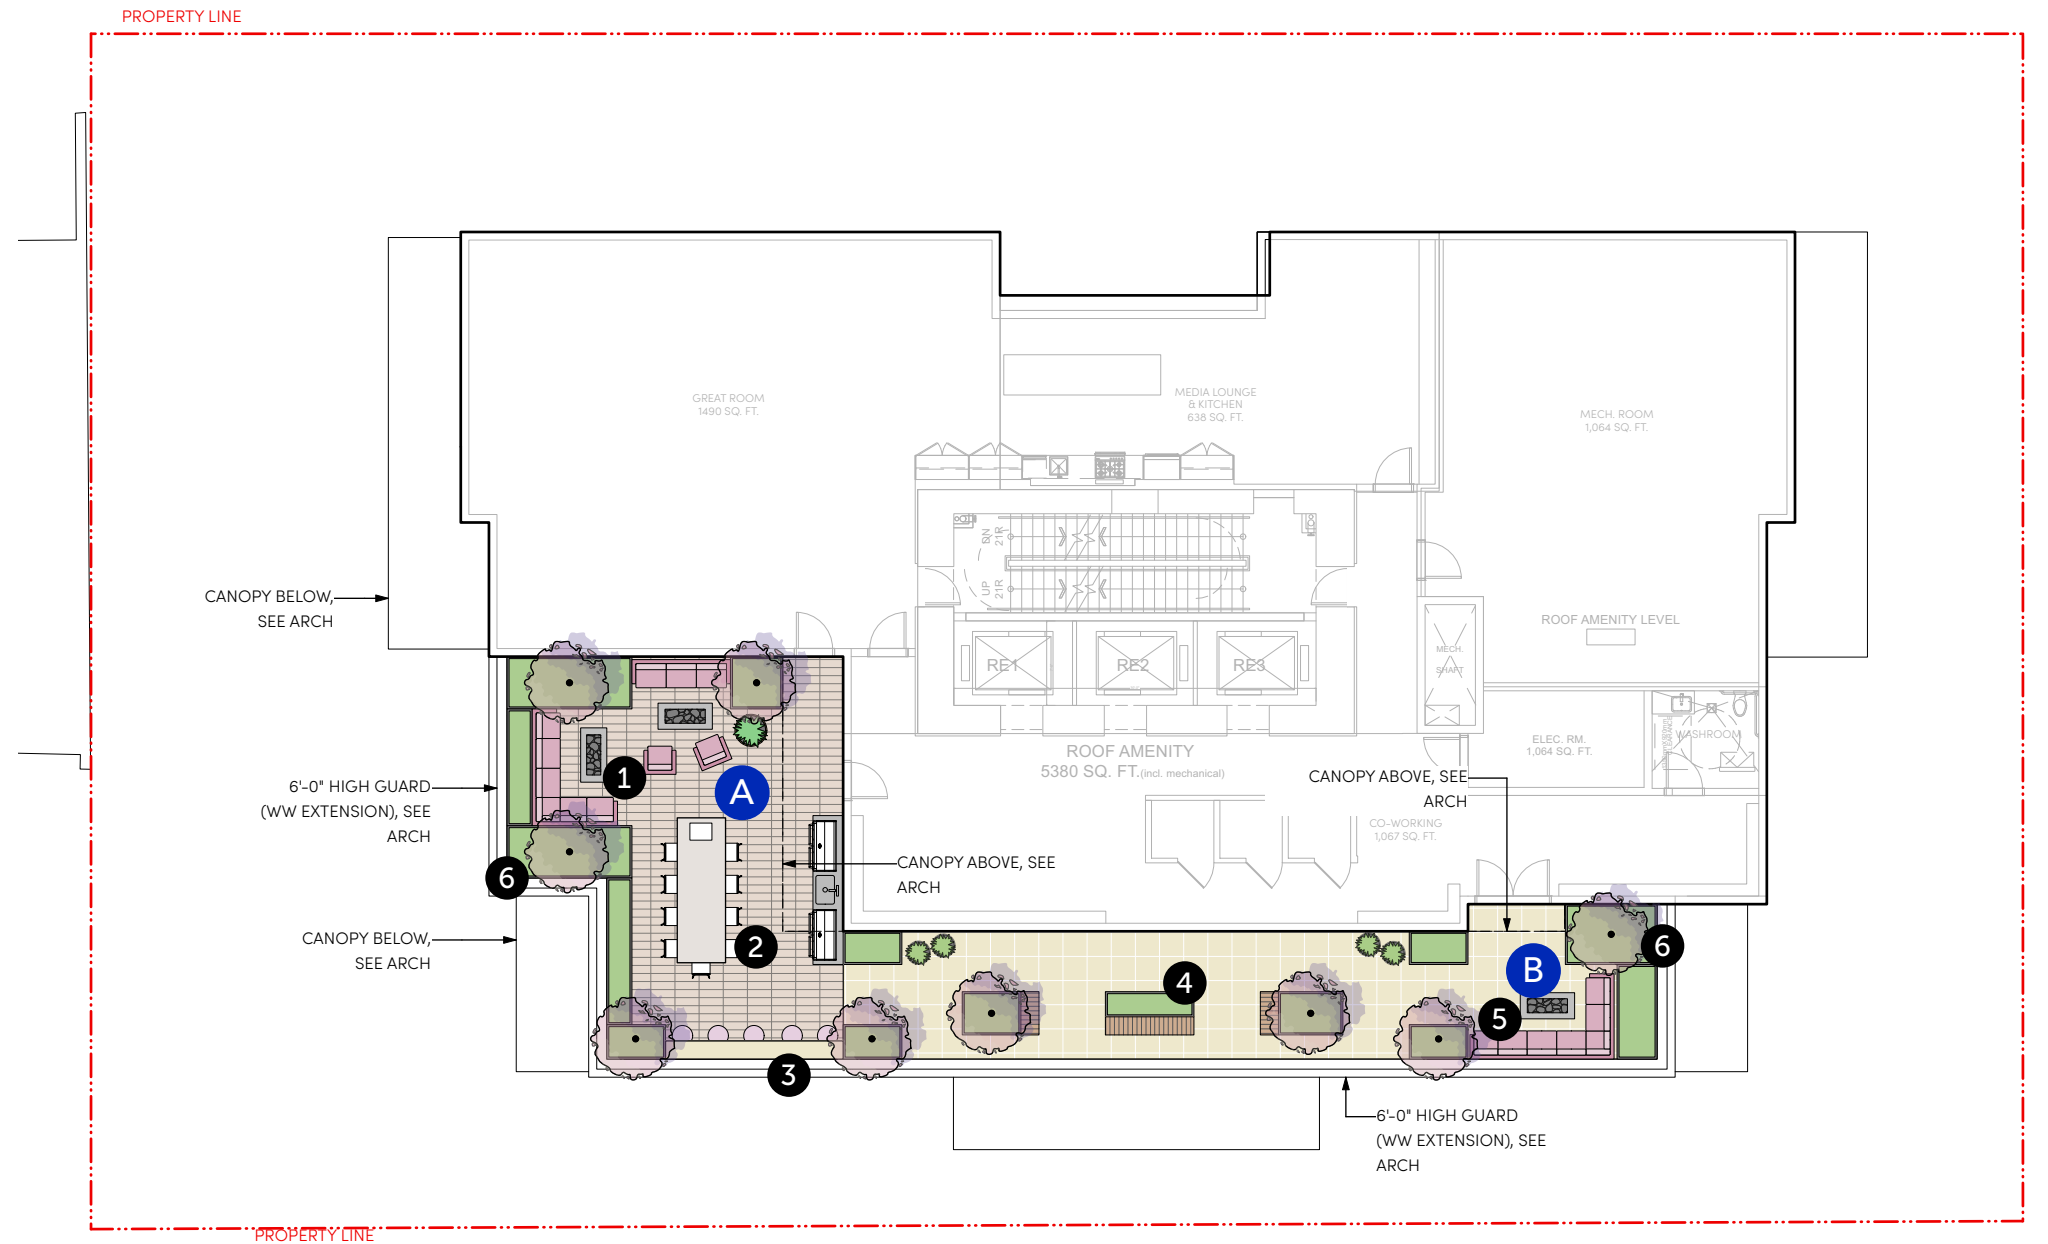 PROPERTY LINE
GREAT ROOM
1490 SQ. FT.
MEDIA LOUNGE
& KITCHEN
638 SQ. FT.
MECH. ROOM
1,064 SQ. FT.
DN
21R
UP
21R
CANOPY BELOW,
SEE ARCH
ROOF AMENITY LEVEL
MECH.
SHAFT
RE1
RE2
RE3
ELEC. RM.
1,064 SQ. FT.
WASHROOM
ROOF AMENITY
5380 SQ. FT.(incl. mechanical)
CANOPY ABOVE, SEE
ARCH
6'-0" HIGH GUARD
(WW EXTENSION), SEE
ARCH
1
A
CO-WORKING
1,067 SQ. FT.
CANOPY ABOVE, SEE
ARCH
6
CANOPY BELOW,
SEE ARCH
2
6
B
4
5
3
6'-0" HIGH GUARD
(WW EXTENSION), SEE
ARCH
PROPERTY LINE